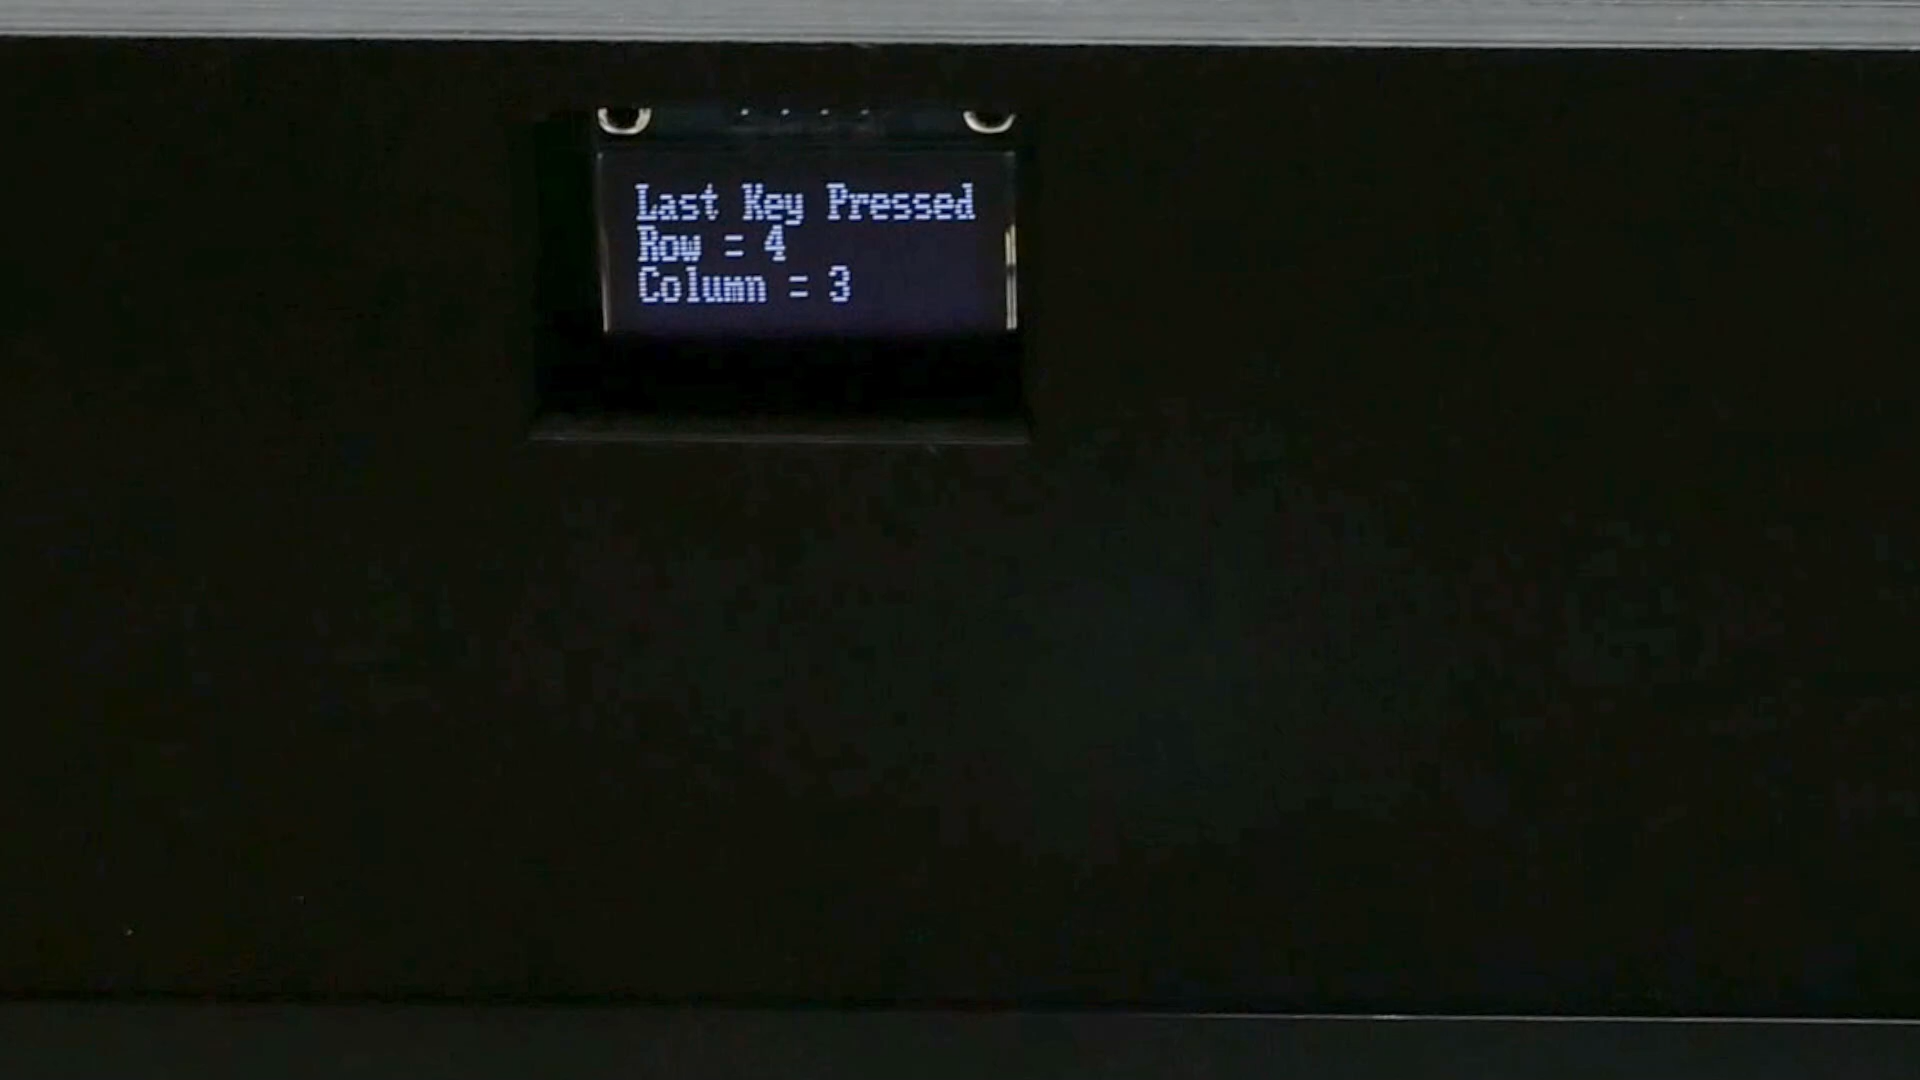 Last Key Pressed
Row = 4
Column = 3